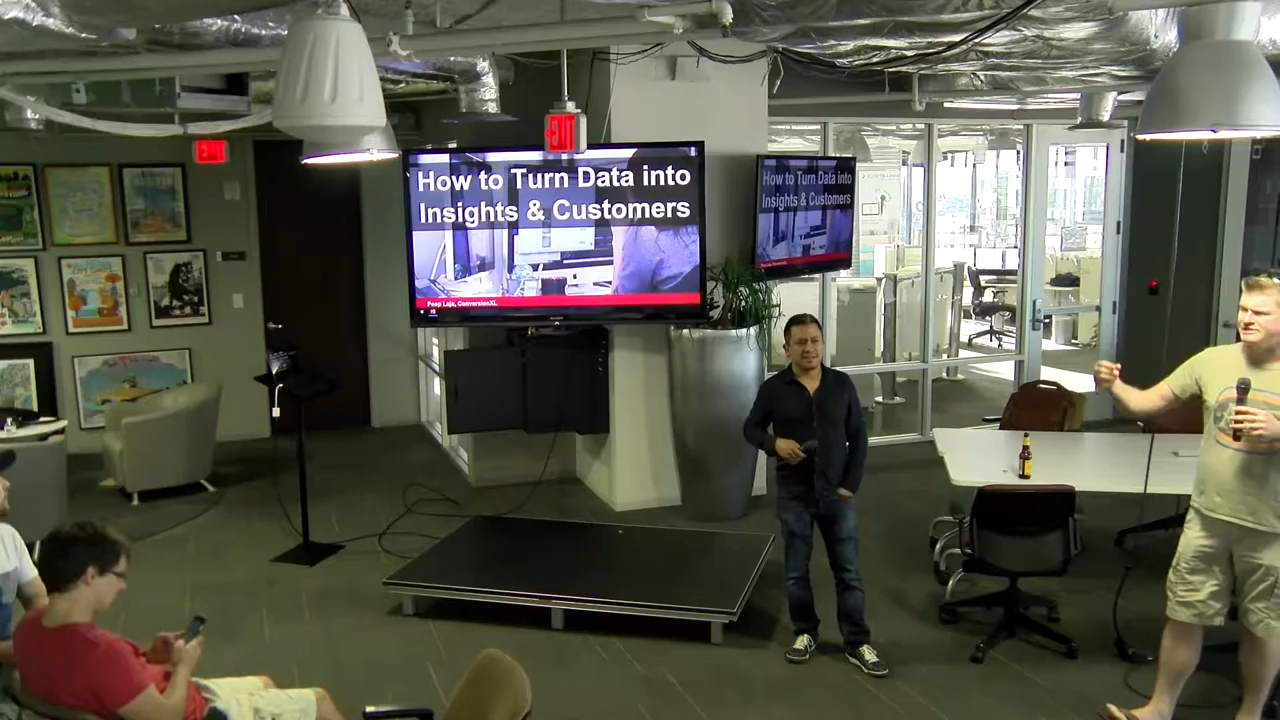 EXIT
EXIT
How to Turn Data into
Insights & Customers
Peep Laja, ConversionXL
How to Turn Data into
Insights & Customers